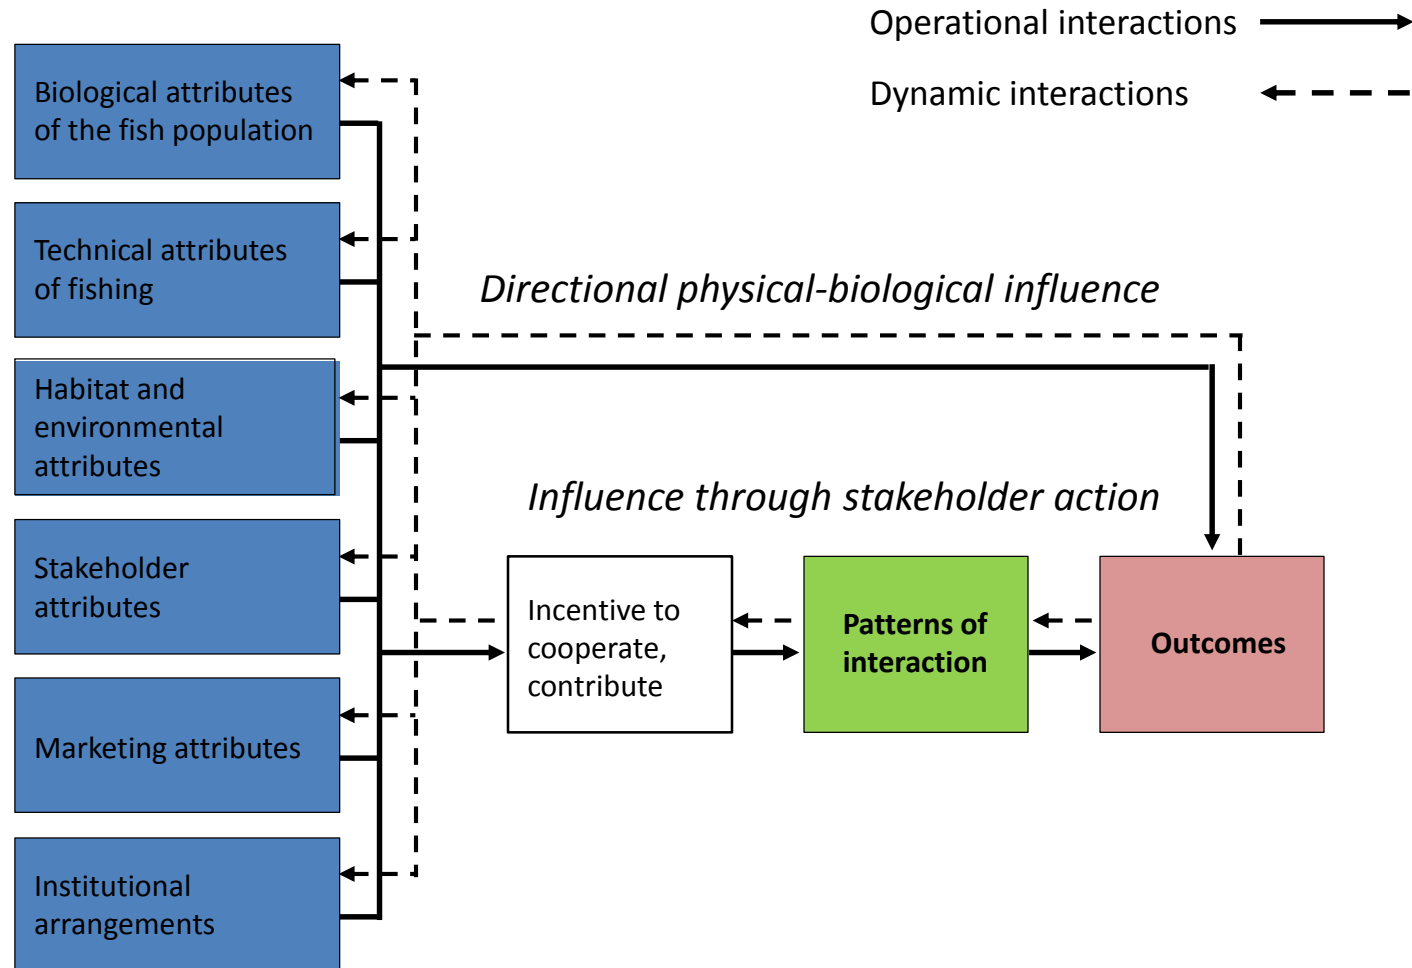 Operational interactions
Dynamic interactions
Biological attributes
of the fish population
Technical attributes
of fishing
Directional physical-biological influence
Habitat and
environmental
attributes
Influence through stakeholder action
Stakeholder
attributes
Incentive to
cooperate,
contribute
Patterns of
interaction
Outcomes
Marketing attributes
Institutional
arrangements